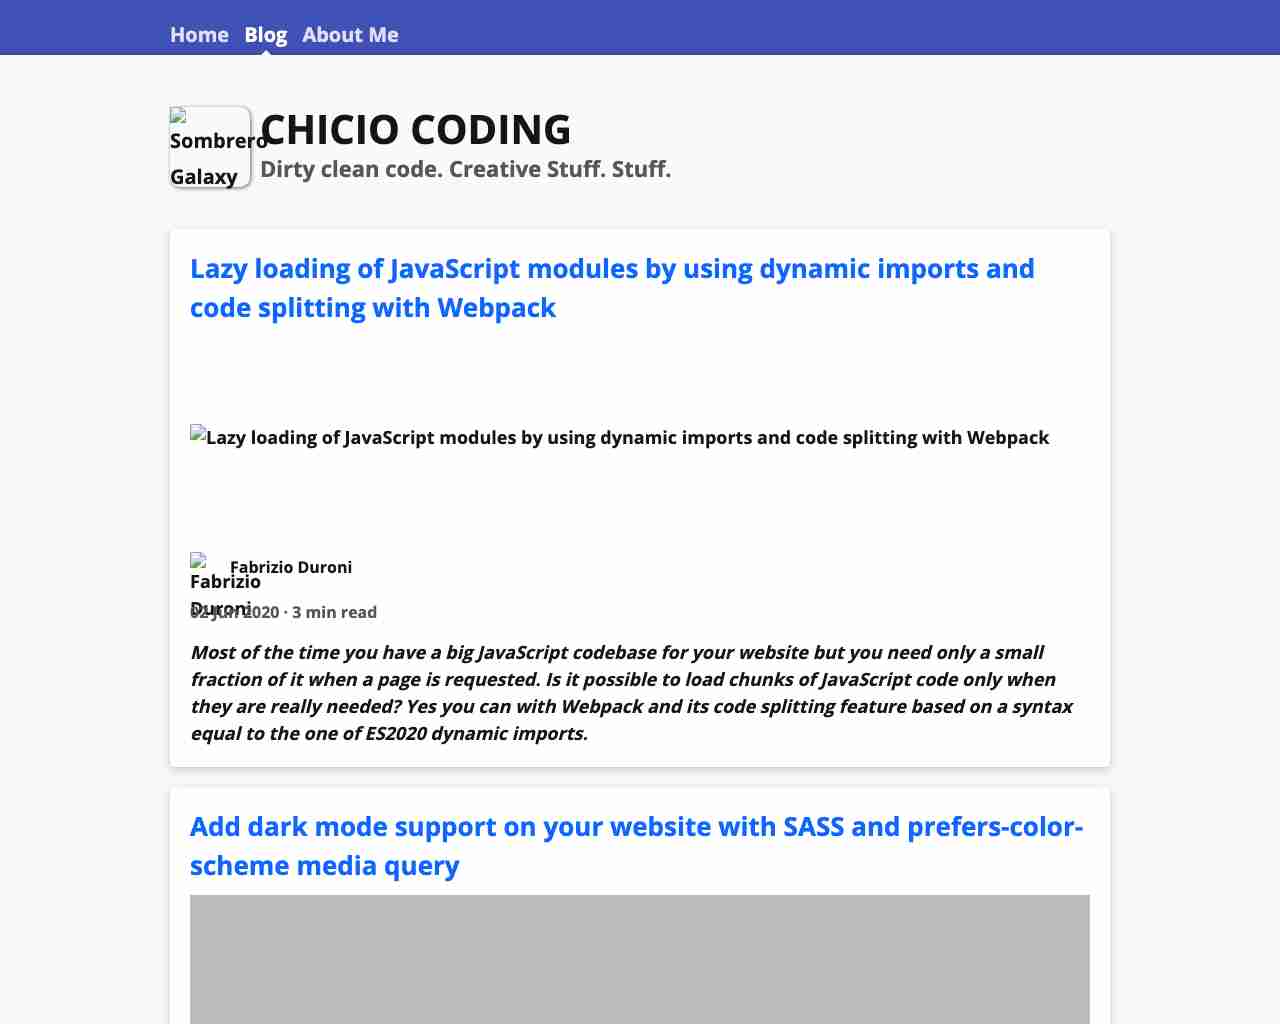 Home Blog About Me
Sombrero
Galaxy
CHICIO CODING
Dirty clean code. Creative Stuff. Stuff.
Lazy loading of JavaScript modules by using dynamic imports and
code splitting with Webpack
Lazy loading of JavaScript modules by using dynamic imports and code splitting with Webpack
Fabrizio
Duroni
Fabrizio Duroni
02 Jun 2020 · 3 min read
Most of the time you have a big JavaScript codebase for your website but you need only a small
fraction of it when a page is requested. Is it possible to load chunks of JavaScript code only when
they are really needed? Yes you can with Webpack and its code splitting feature based on a syntax
equal to the one of ES2020 dynamic imports.
Add dark mode support on your website with SASS and prefers-color-
scheme media query